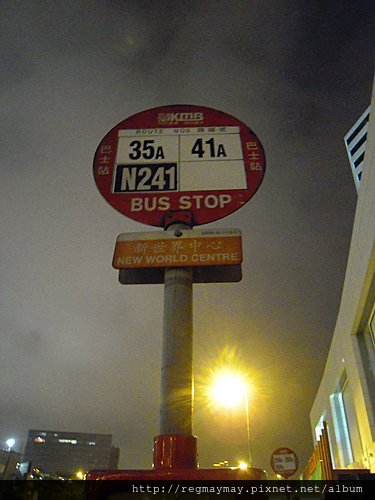 KMB
ROUTE NOS 路線號
35A 41A
N241
巴士站
巴士站
BUS STOP
新世界中心
NEW WORLD CENTRE
http://regmaymay.pixnet.net/album